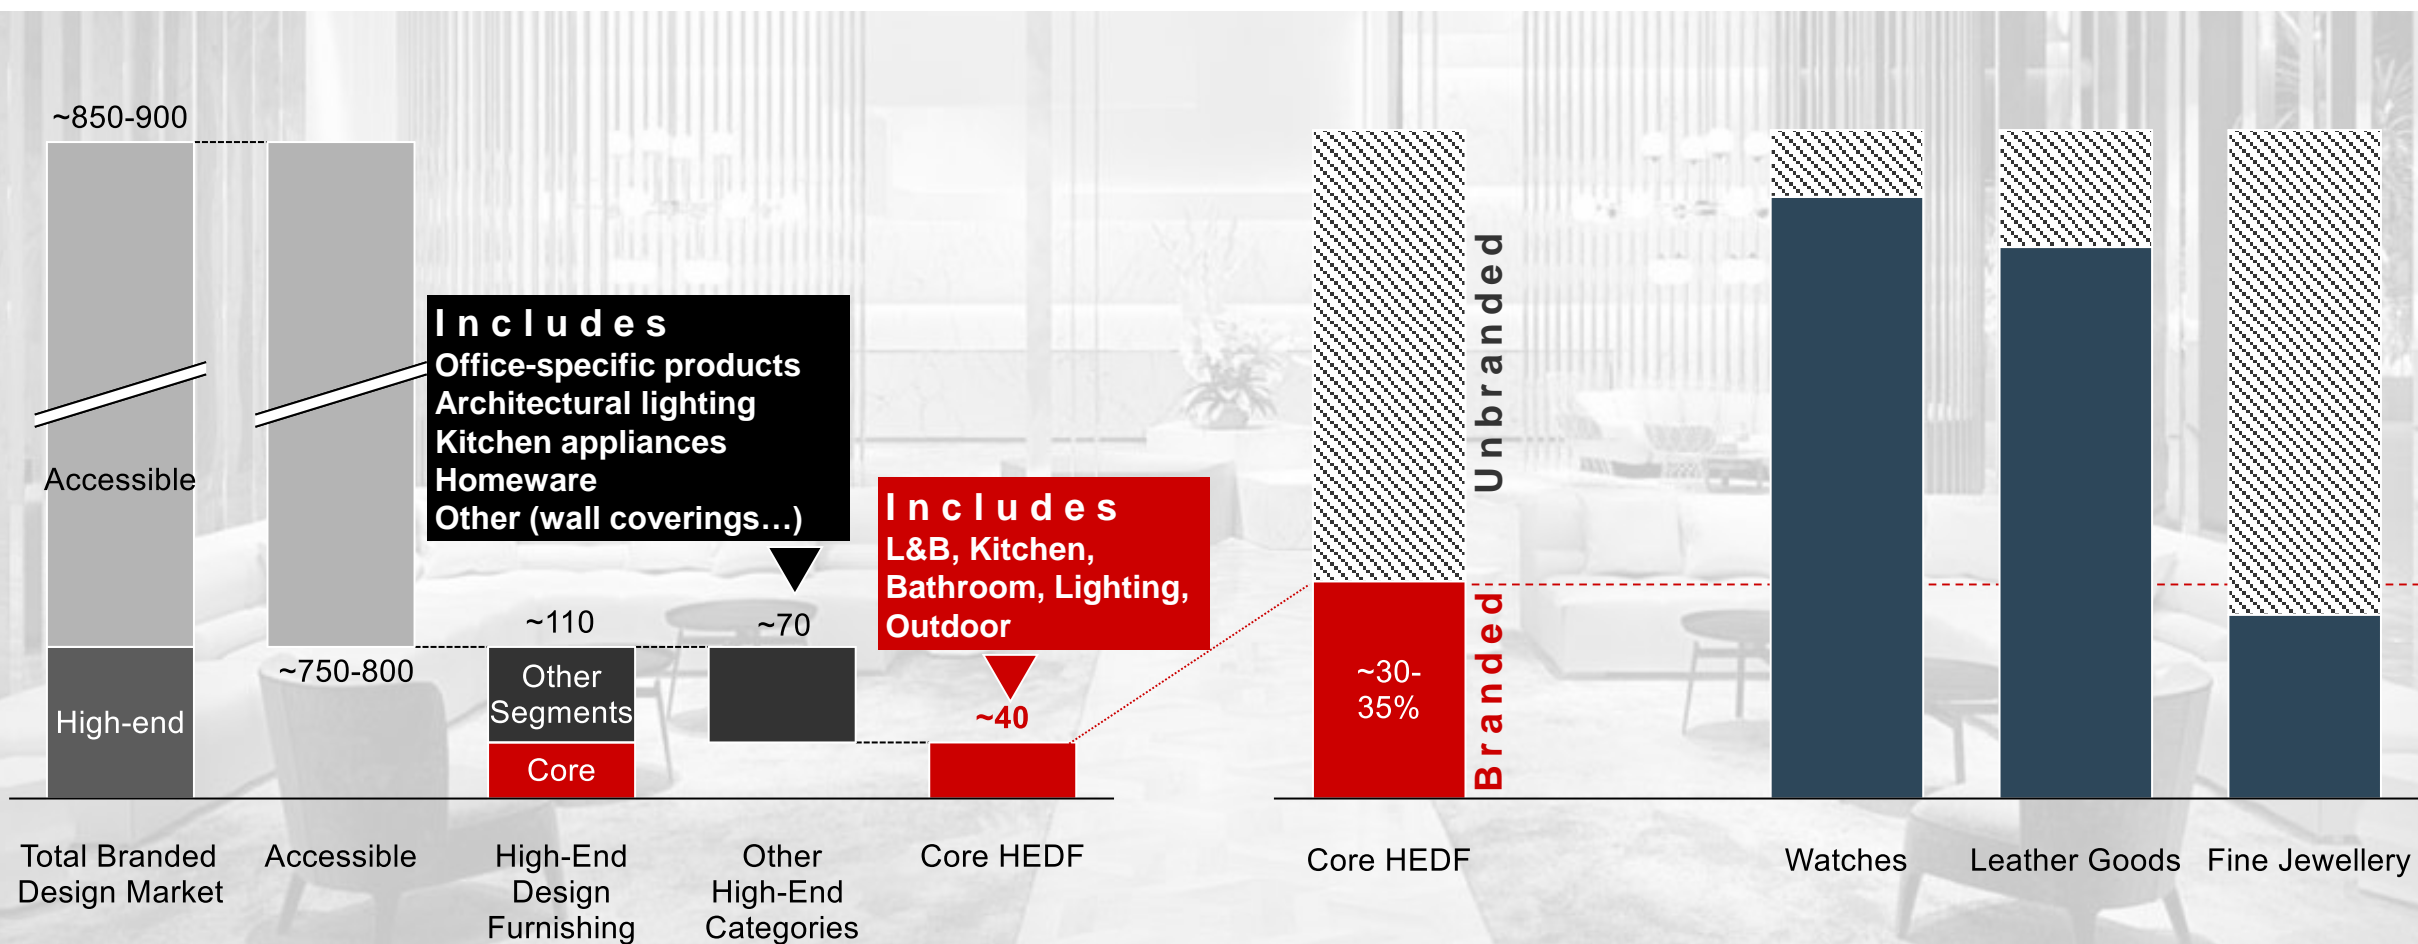 ~850-900
Accessible
High-end
~750-800
Includes
Office-specific products
Architectural lighting
Kitchen appliances
Homeware
Other (wall coverings…)
~110
Other
Segments
Core
~70
Includes
L&B, Kitchen,
Bathroom, Lighting,
Outdoor
~40
Unbranded
Branded
~30-
35%
Total Branded
Design Market
Accessible
High-End
Design
Furnishing
Other
High-End
Categories
Core HEDF
Core HEDF
Watches
Leather Goods
Fine Jewellery